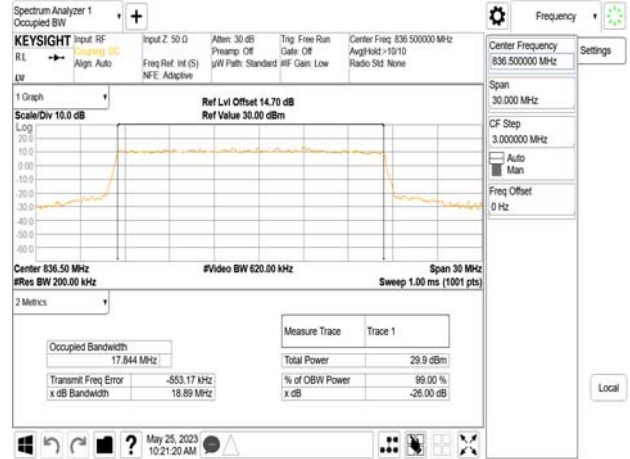 Spectrum Analyzer 1
Occupied BW
Frequency
KEYSIGHT
RL
Input: RF
Coupling: DC
Align: Auto
Input Z: 50 Ω
Freq Ref: Int (S)
NFE: Adaptive
Atten: 30 dB
Preamp: Off
µW Path: Standard
Trig: Free Run
Gate: Off
#IF Gain: Low
Center Freq: 836.500000 MHz
Avg|Hold:>10/10
Radio Std: None
Center Frequency
836.500000 MHz
Settings
Span
30.000 MHz
CF Step
3.000000 MHz
Auto
Man
Freq Offset
0 Hz
Local
1 Graph
Scale/Div 10.0 dB
Ref Lvl Offset 14.70 dB
Ref Value 30.00 dBm
Log
20.0
10.0
0.00
-10.0
-20.0
-30.0
-40.0
-50.0
-60.0
Center 836.50 MHz
#Res BW 200.00 kHz
#Video BW 620.00 kHz
Span 30 MHz
Sweep 1.00 ms (1001 pts)
2 Metrics
Occupied Bandwidth
17.844 MHz
Transmit Freq Error -553.17 kHz
x dB Bandwidth 18.89 MHz
Measure Trace Trace 1
Total Power 29.9 dBm
% of OBW Power 99.00 %
x dB -26.00 dB
?
May 25, 2023
10:21:20 AM